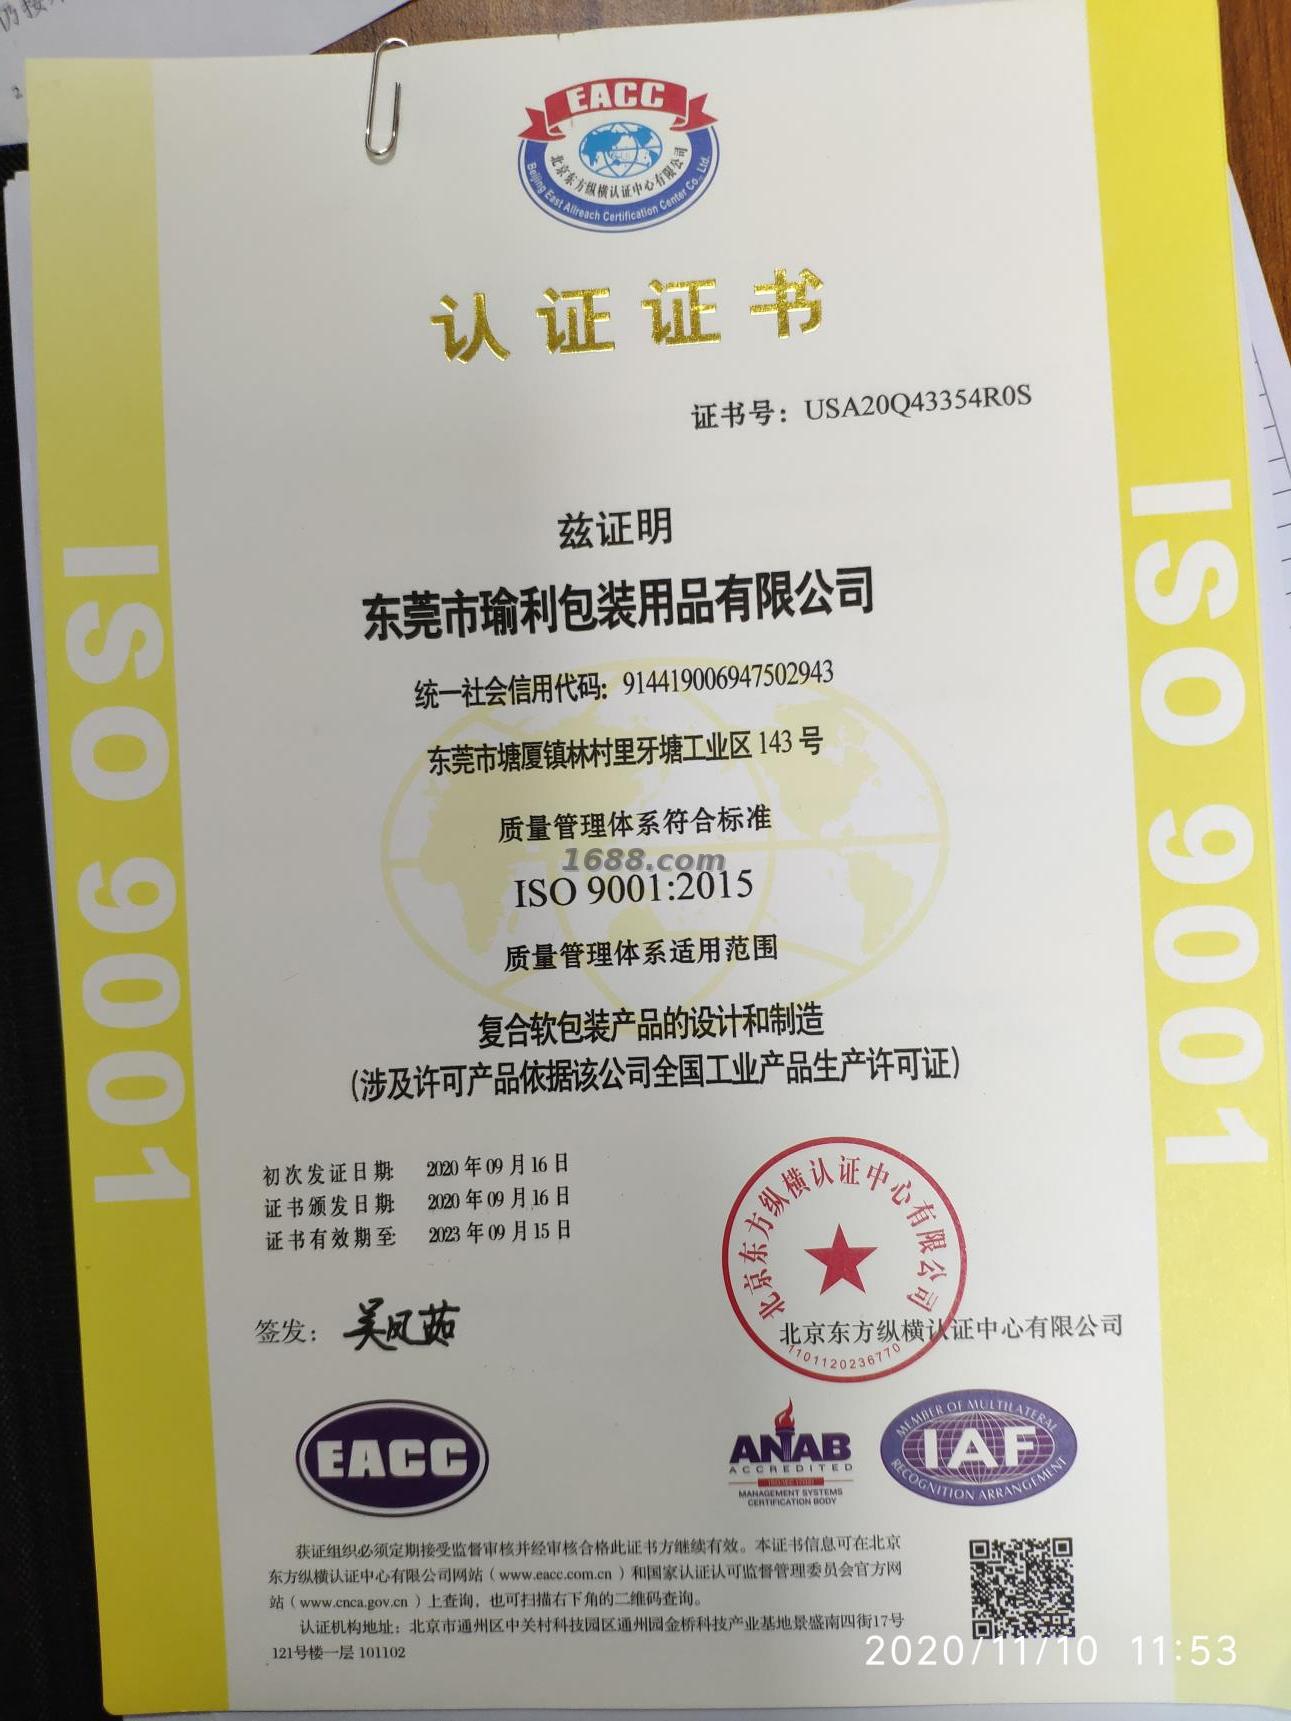 EACC
北京东方纵横认证中心有限公司
Beijing East Allreach Certification Center Co., Ltd.
认证证书
证书号：USA20Q43354R0S
兹证明
东莞市瑜利包装用品有限公司
统一社会信用代码：914419006947502943
东莞市塘厦镇林村里牙塘工业区143号
质量管理体系符合标准
1688.com
ISO 9001:2015
质量管理体系适用范围
复合软包装产品的设计和制造
(涉及许可产品依据该公司全国工业产品生产许可证)
ISO 9001
ISO 9001
初次发证日期: 2020年09月16日
证书颁发日期: 2020年09月16日
证书有效期至: 2023年09月15日
北京东方纵横认证中心有限公司
1101120236770
签发：吴凤茹
北京东方纵横认证中心有限公司
EACC
ANAB
ACCREDITED
MANAGEMENT SYSTEMS
CERTIFICATION BODY
MEMBER OF MULTILATERAL
IAF
RECOGNITION ARRANGEMENT
获证组织必须定期接受监督审核并经审核合格此证书方继续有效。本证书信息可在北京
东方纵横认证中心有限公司网站（www.eacc.com.cn）和国家认证认可监督管理委员会官方网
站（www.cnca.gov.cn）上查询，也可扫描右下角的二维码查询。
认证机构地址：北京市通州区中关村科技园区通州园金桥科技产业基地景盛南四街17号
121号楼一层 101102
2020/11/10 11:53